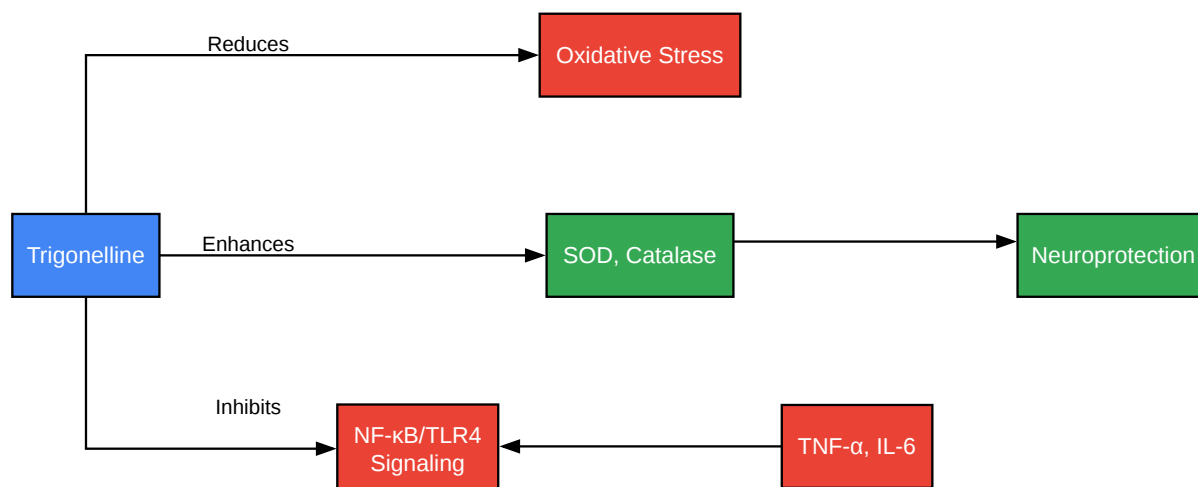 Reduces
Oxidative Stress
Trigonelline
Enhances
SOD, Catalase
Neuroprotection
Inhibits
NF-κB/TLR4
Signaling
TNF-α, IL-6